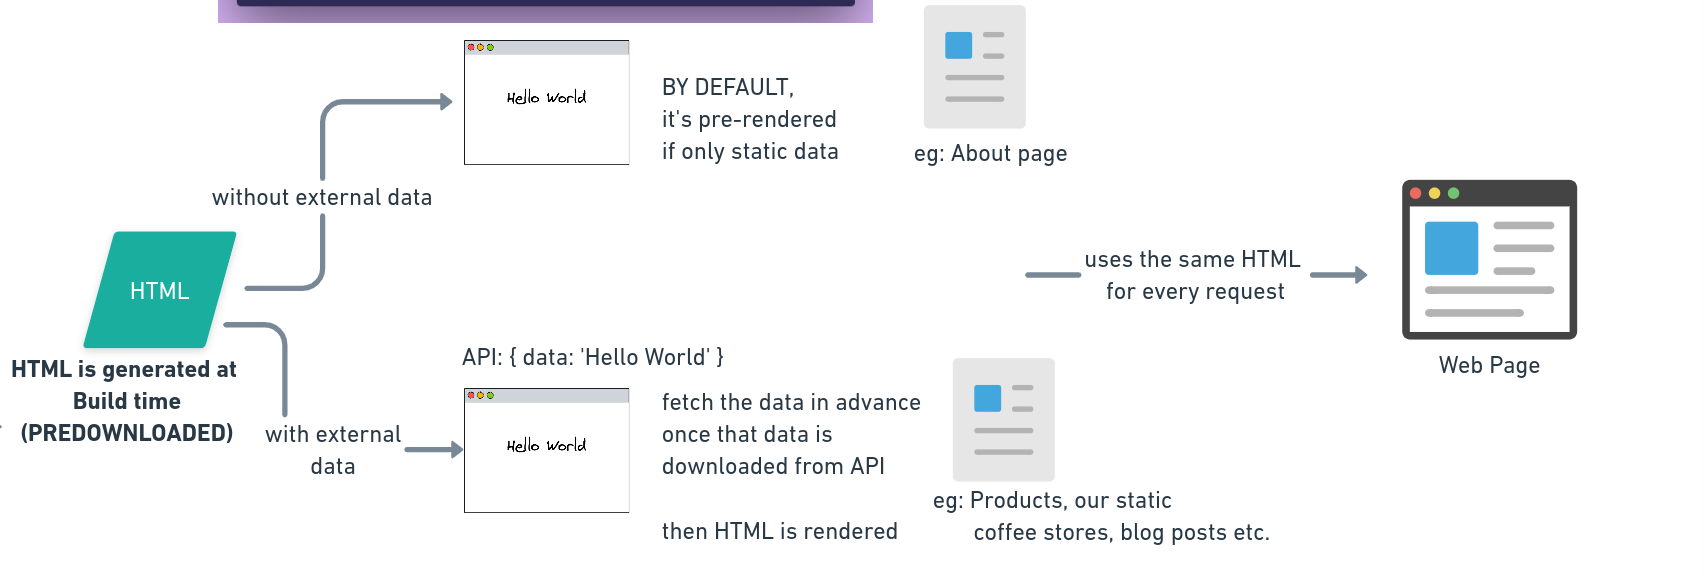 Hello World
BY DEFAULT,
it's pre-rendered
if only static data
eg: About page
without external data
HTML
HTML is generated at
Build time
(PREDOWNLOADED)
uses the same HTML
for every request
Web Page
API: { data: 'Hello World' }
with external
data
Hello World
fetch the data in advance
once that data is
downloaded from API
then HTML is rendered
eg: Products, our static
coffee stores, blog posts etc.